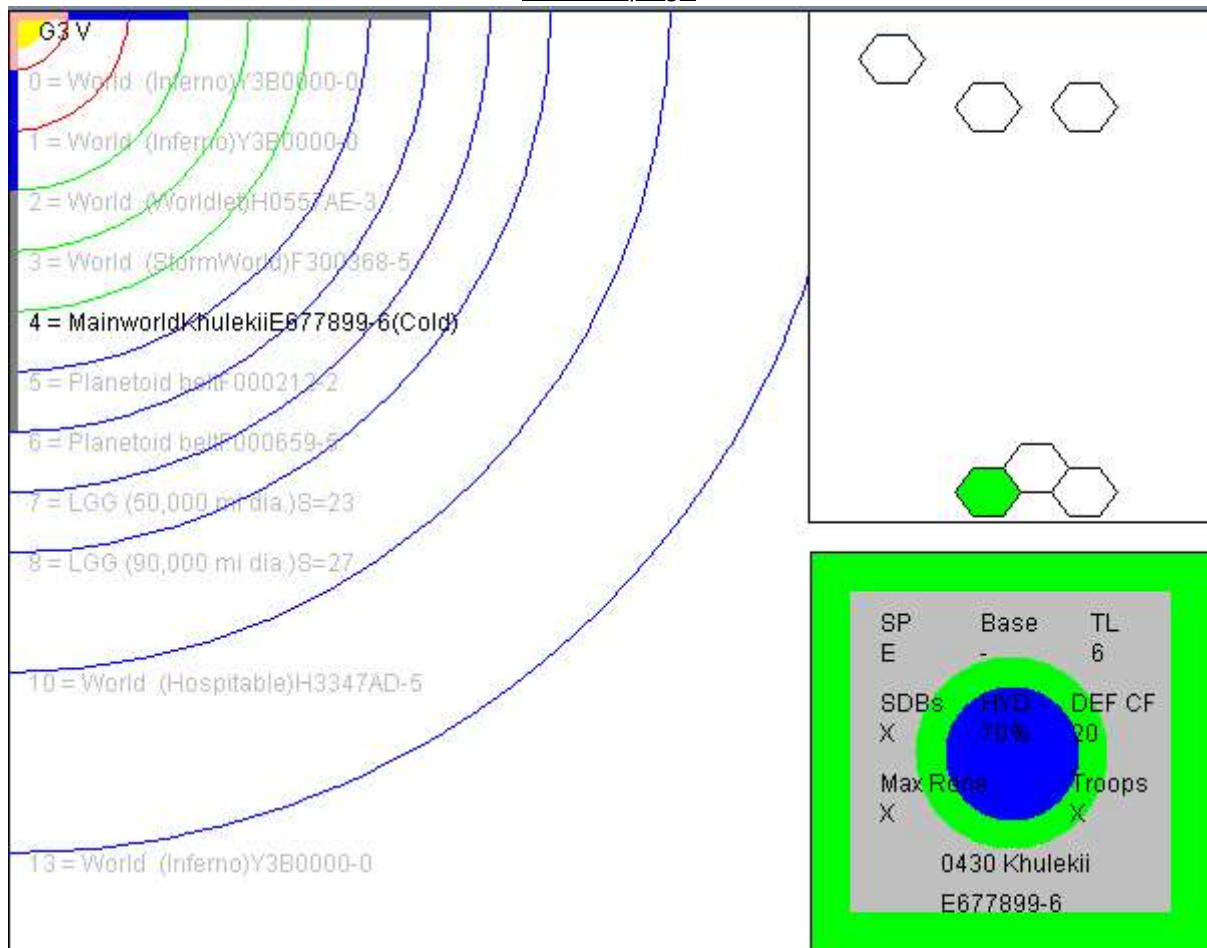 G3 V
0 = World (Inferno)Y3B0000-0
1 = World (Inferno)Y3B0000-0
2 = World (Worldlet)H0557AE-3
3 = World (StormWorld)F300368-5
4 = MainworldKhulekiiE677899-6(Cold)
5 = Planetoid beltF000213-2
6 = Planetoid beltF000659-5
7 = LGG (50,000 mi dia.)S=23
8 = LGG (90,000 mi dia.)S=27
10 = World (Hospitable)H3347AD-5
13 = World (Inferno)Y3B0000-0
SP Base TL
E - 6
SDBs HYD DEF CF
X 70% 20
Max Rons Troops
X X
0430 Khulekii
E677899-6